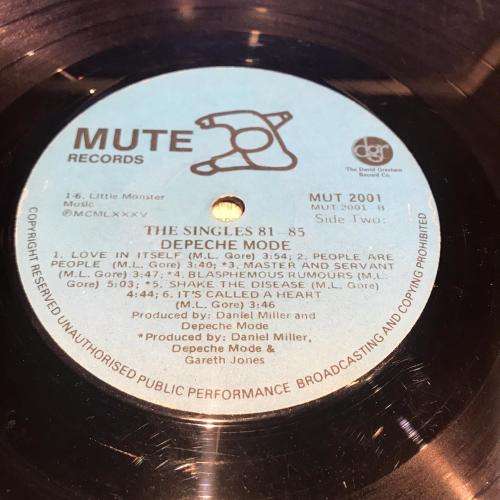 MUTE
RECORDS
dgr
The David Gresham
Record Co.
1-6. Little Monster
Music
℗MCMLXXXV
MUT 2001
MUT 2001-B
Side Two:
THE SINGLES 81-85
DEPECHE MODE
1. LOVE IN ITSELF (M.L. Gore) 3:54; 2. PEOPLE ARE
PEOPLE (M.L. Gore) 3:40; *3. MASTER AND SERVANT
(M.L. Gore) 3:47; *4. BLASPHEMOUS RUMOURS (M.L.
Gore) 5:03; *5. SHAKE THE DISEASE (M.L. Gore)
4:44; 6. IT'S CALLED A HEART
(M.L. Gore) 3:46
Produced by: Daniel Miller and
Depeche Mode
*Produced by: Daniel Miller,
Depeche Mode &
Gareth Jones
COPYRIGHT RESERVED UNAUTHORISED PUBLIC PERFORMANCE BROADCASTING AND COPYING PROHIBITED